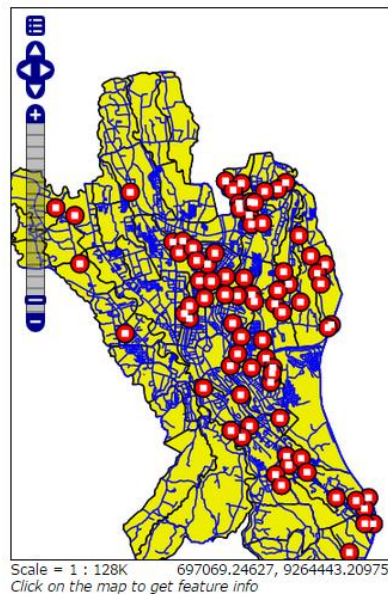 Scale = 1 : 128K 697069.24627, 9264443.20975
Click on the map to get feature info